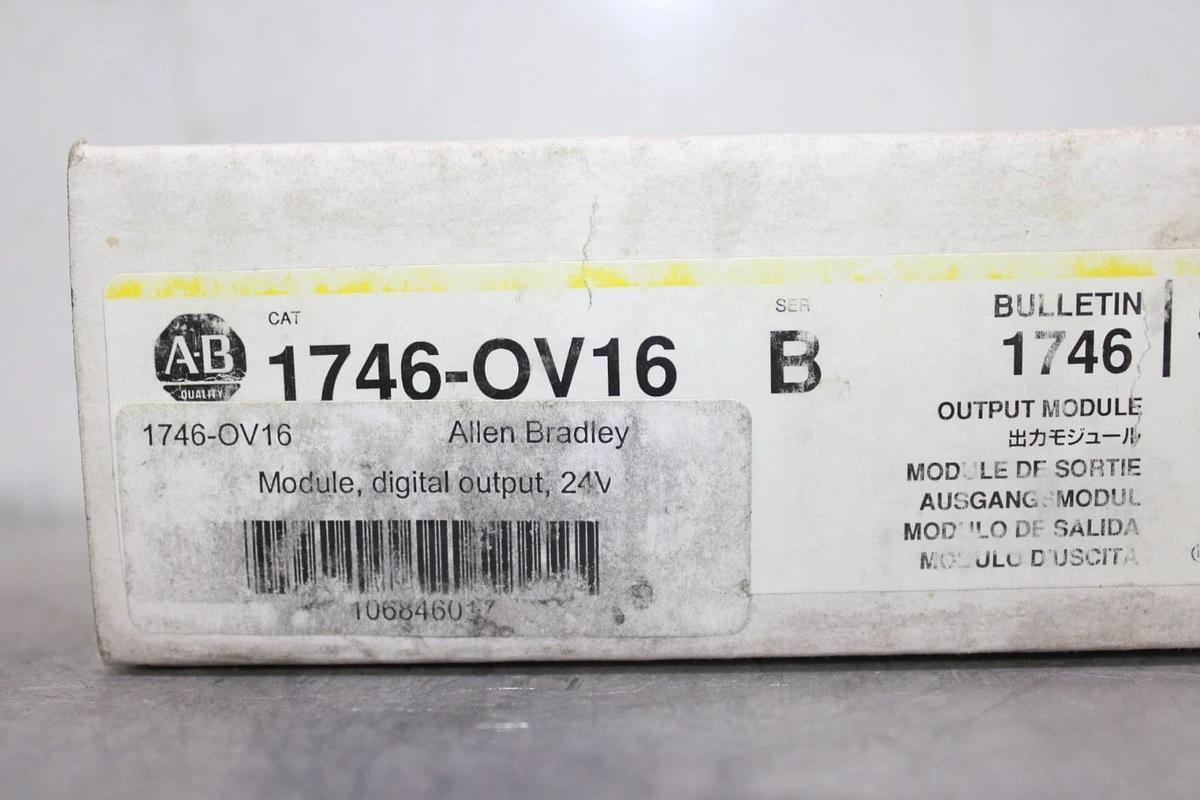 A·B
QUALITY
CAT
1746-OV16
SER
B
BULLETIN
1746
OUTPUT MODULE
出力モジュール
MODULE DE SORTIE
AUSGANGSMODUL
MODULO DE SALIDA
MODULO D'USCITA
1746-OV16 Allen Bradley
Module, digital output, 24V
106846017